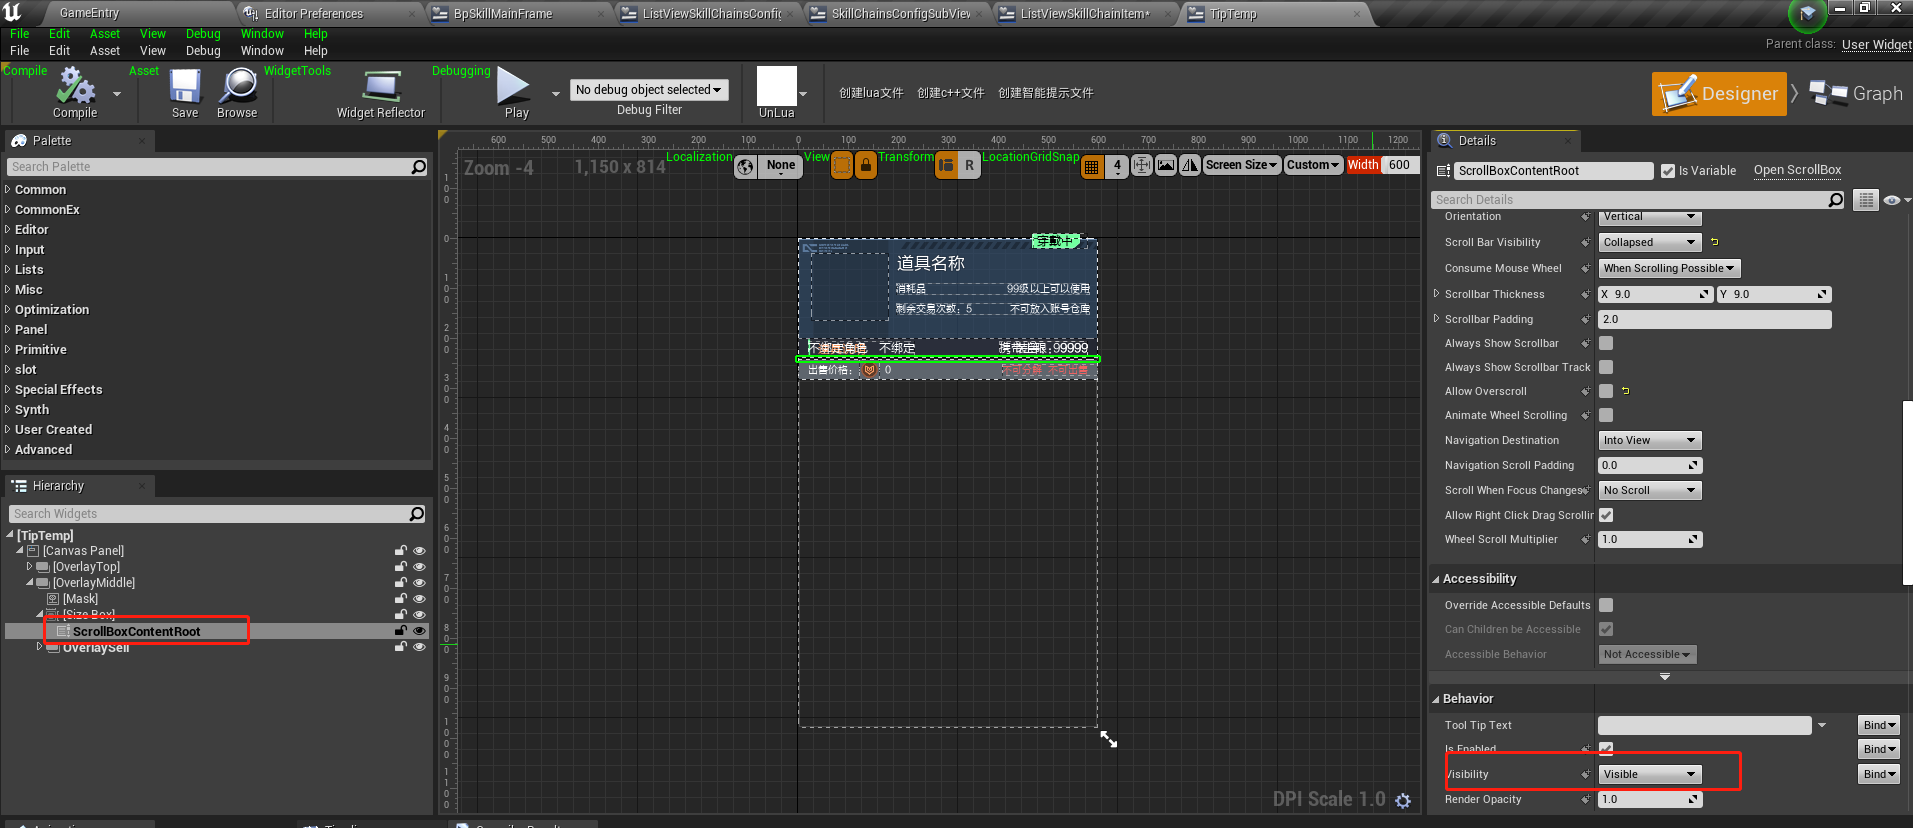 GameEntry
Editor Preferences
BpSkillMainFrame
ListViewSkillChainsConfig
SkillChainsConfigSubView
ListViewSkillChainItem*
TipTemp
File Edit Asset View Debug Window Help
File Edit Asset View Debug Window Help
Parent class: User Widget
Compile
Asset
WidgetTools
Debugging
Compile
Save
Browse
Widget Reflector
Play
No debug object selected
Debug Filter
UnLua
创建lua文件
创建c++文件
创建智能提示文件
Designer
Graph
Palette
Search Palette
Common
CommonEx
Editor
Input
Lists
Misc
Optimization
Panel
Primitive
slot
Special Effects
Synth
User Created
Advanced
Hierarchy
Search Widgets
[TipTemp]
[Canvas Panel]
[OverlayTop]
[OverlayMiddle]
[Mask]
[Size Box]
ScrollBoxContentRoot
OverlaySell
600 500 400 300 200 100 0 100 200 300 400 500 600 700 800 900 1000 1100 1200
Zoom -4
1,150 x 814
Localization
None
View
Transform
R
LocationGridSnap
4
Screen Size
Custom
Width 600
穿戴中
道具名称
消耗品
99级以上可以使用
剩余交易次数：5
不可放入账号仓库
不绑定角色
不绑定
:99999
出售价格：
0
不可分解 不可出售
DPI Scale 1.0
Details
ScrollBoxContentRoot
Is Variable
Open ScrollBox
Search Details
Orientation
Vertical
Scroll Bar Visibility
Collapsed
Consume Mouse Wheel
When Scrolling Possible
Scrollbar Thickness
X 9.0
Y 9.0
Scrollbar Padding
2.0
Always Show Scrollbar
Always Show Scrollbar Track
Allow Overscroll
Animate Wheel Scrolling
Navigation Destination
Into View
Navigation Scroll Padding
0.0
Scroll When Focus Changes
No Scroll
Allow Right Click Drag Scrollin
Wheel Scroll Multiplier
1.0
Accessibility
Override Accessible Defaults
Can Children be Accessible
Accessible Behavior
Not Accessible
Behavior
Tool Tip Text
Bind
Is Enabled
Bind
Visibility
Visible
Bind
Render Opacity
1.0